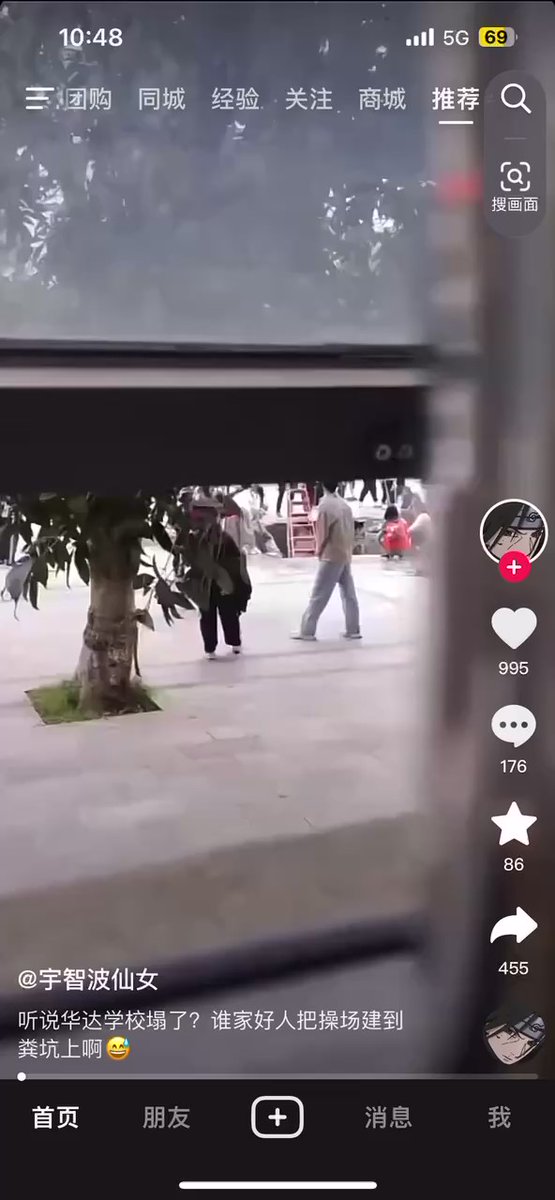 10:48
5G
69
团购 同城 经验 关注 商城 推荐
搜画面
995
176
86
455
@宇智波仙女
听说华达学校塌了？谁家好人把操场建到
粪坑上啊😅
首页 朋友 消息 我